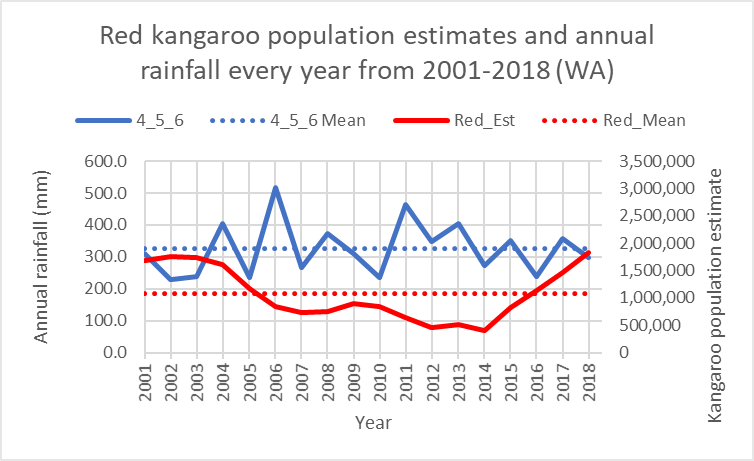 Red kangaroo population estimates and annual
rainfall every year from 2001-2018 (WA)
4_5_6 4_5_6 Mean Red_Est Red_Mean
600.0 3,500,000
500.0 3,000,000
400.0 2,500,000
300.0 2,000,000
200.0 1,500,000
100.0 1,000,000
0.0 500,000
0
Annual rainfall (mm)
Kangaroo population estimate
2001 2002 2003 2004 2005 2006 2007 2008 2009 2010 2011 2012 2013 2014 2015 2016 2017 2018
Year